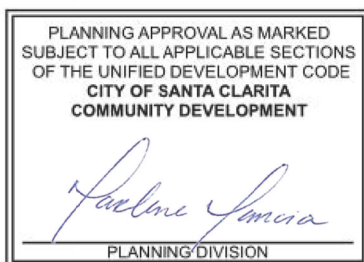 PLANNING APPROVAL AS MARKED
SUBJECT TO ALL APPLICABLE SECTIONS
OF THE UNIFIED DEVELOPMENT CODE
CITY OF SANTA CLARITA
COMMUNITY DEVELOPMENT
PLANNING DIVISION